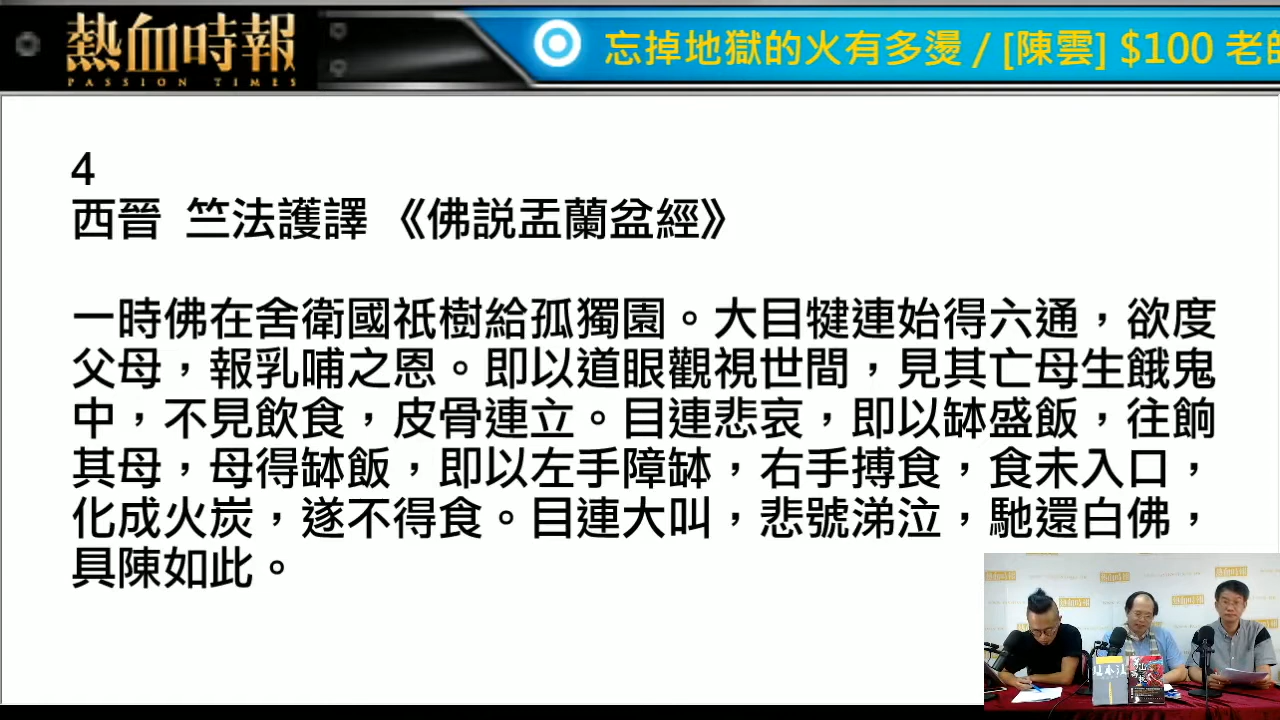 熱血時報
PASSION TIMES
忘掉地獄的火有多燙 / [陳雲] $100 老師
4
西晉 竺法護譯 《佛説盂蘭盆經》
一時佛在舍衛國祇樹給孤獨園。大目犍連始得六通，欲度
父母，報乳哺之恩。即以道眼觀視世間，見其亡母生餓鬼
中，不見飲食，皮骨連立。目連悲哀，即以缽盛飯，往餉
其母，母得缽飯，即以左手障缽，右手搏食，食未入口，
化成火炭，遂不得食。目連大叫，悲號涕泣，馳還白佛，
具陳如此。
熱血時報